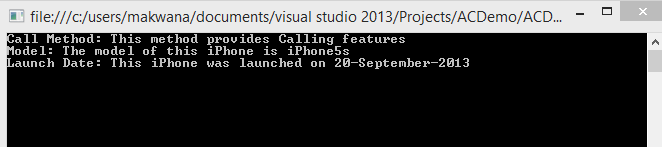 file:///c:/users/makwana/documents/visual studio 2013/Projects/ACDemo/ACD...
Call Method: This method provides Calling features
Model: The model of this iPhone is iPhone5s
Launch Date: This iPhone was launched on 20-September-2013